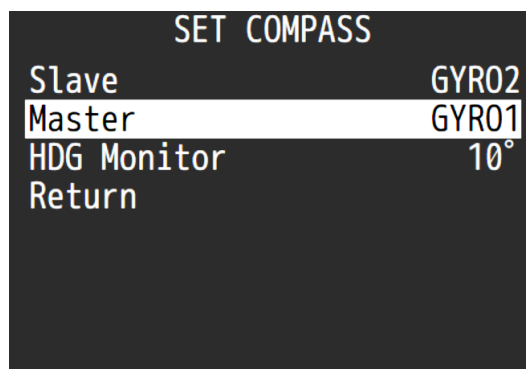 SET COMPASS
Slave GYRO2
Master GYRO1
HDG Monitor 10°
Return